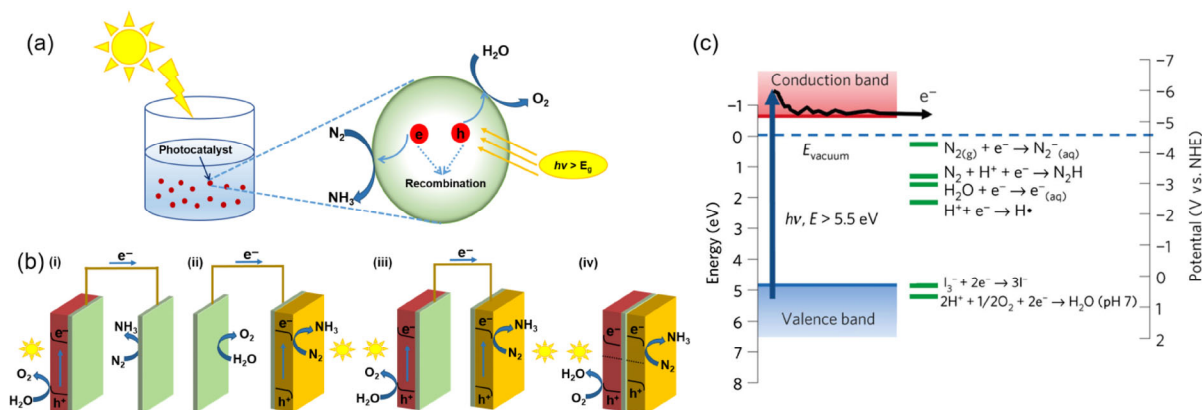 (a)
H₂O
O₂
N₂
NH₃
e
h
Photocatalyst
Recombination
hv > E_g
(b)
(i)
e⁻
(ii)
e⁻
(iii)
e⁻
(iv)
e⁻
NH₃
N₂
O₂
H₂O
h⁺
O₂
H₂O
e⁻
NH₃
N₂
h⁺
e⁻
O₂
H₂O
h⁺
e⁻
NH₃
N₂
h⁺
e⁻
e⁻
NH₃
N₂
H₂O
O₂
h⁺
h⁺
(c)
Conduction band
e⁻
E_vacuum
hν, E > 5.5 eV
Valence band
Energy (eV)
-1
0
1
2
3
4
5
6
7
8
N₂(g) + e⁻ → N₂⁻(aq)
N₂ + H⁺ + e⁻ → N₂H
H₂O + e⁻ → e⁻(aq)
H⁺ + e⁻ → H•
I₃⁻ + 2e⁻ → 3I⁻
2H⁺ + 1/2O₂ + 2e⁻ → H₂O (pH 7)
-7
-6
-5
-4
-3
-2
-1
0
1
2
Potential (V vs. NHE)